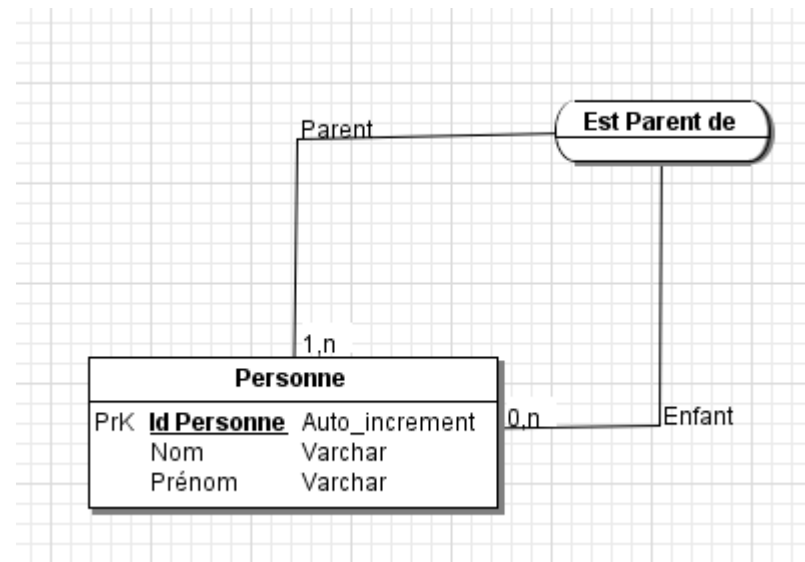 Est Parent de
Parent
1,n
Personne
PrK Id Personne Auto_increment
Nom Varchar
Prénom Varchar
0,n
Enfant